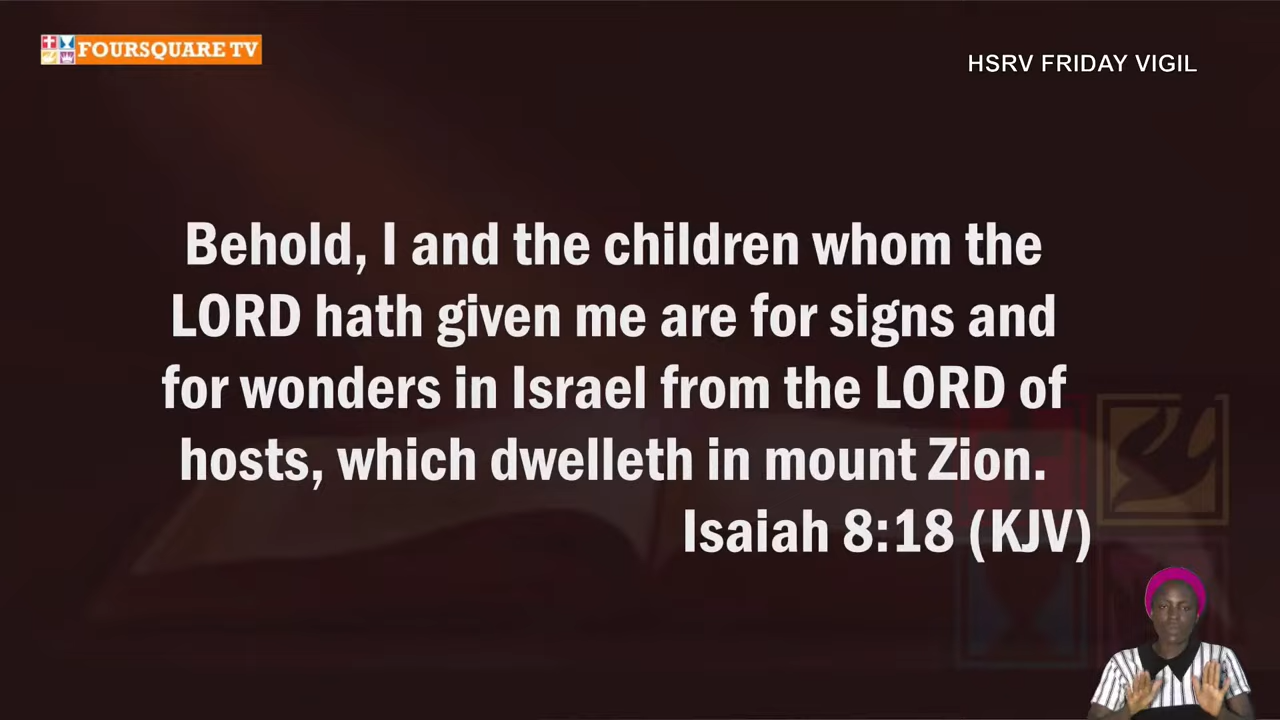 FOURSQUARE TV
HSRV FRIDAY VIGIL
Behold, I and the children whom the
LORD hath given me are for signs and
for wonders in Israel from the LORD of
hosts, which dwelleth in mount Zion.
Isaiah 8:18 (KJV)